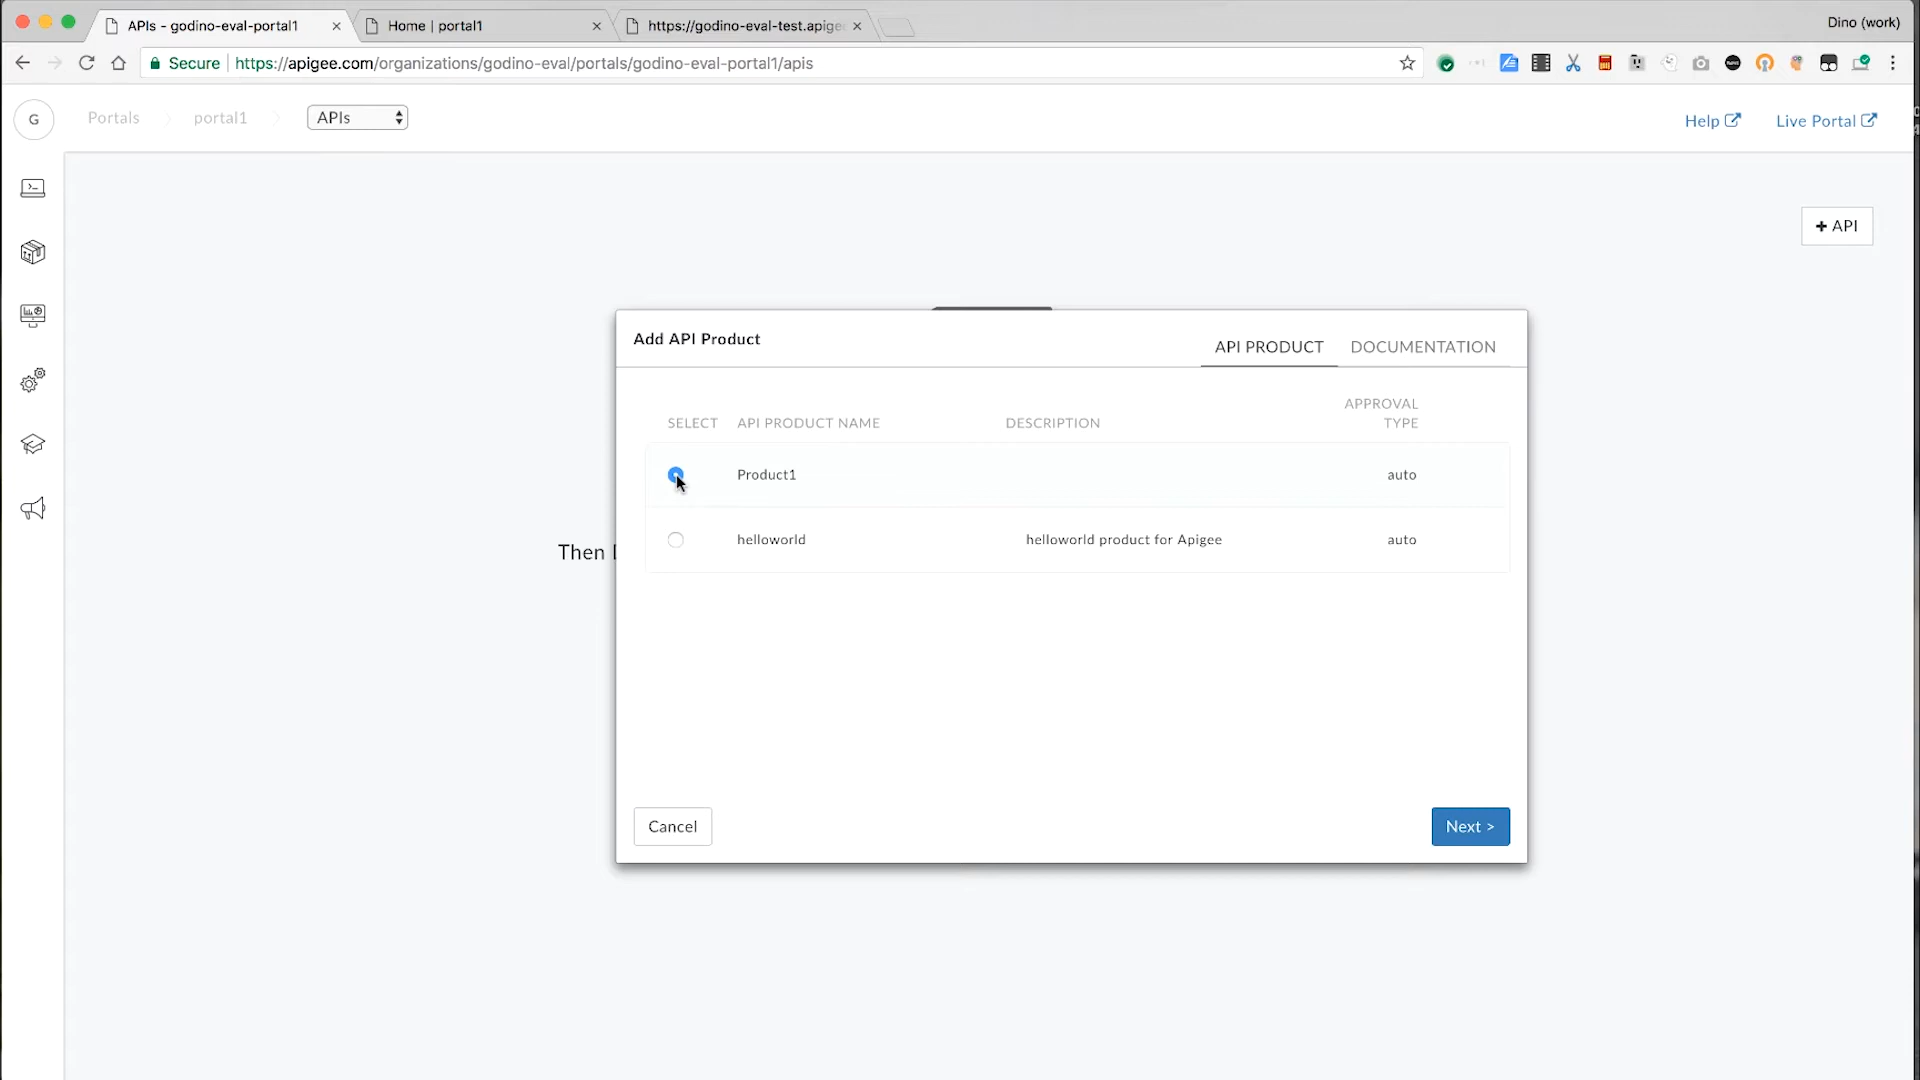 APIs - godino-eval-portal1
Home | portal1
https://godino-eval-test.apige
Dino (work)
Secure
https://apigee.com/organizations/godino-eval/portals/godino-eval-portal1/apis
G
Portals
portal1
APIs
Help
Live Portal
+ API
Add API Product
API PRODUCT
DOCUMENTATION
SELECT
API PRODUCT NAME
DESCRIPTION
APPROVAL
TYPE
Product1
auto
helloworld
helloworld product for Apigee
auto
Then
Cancel
Next >